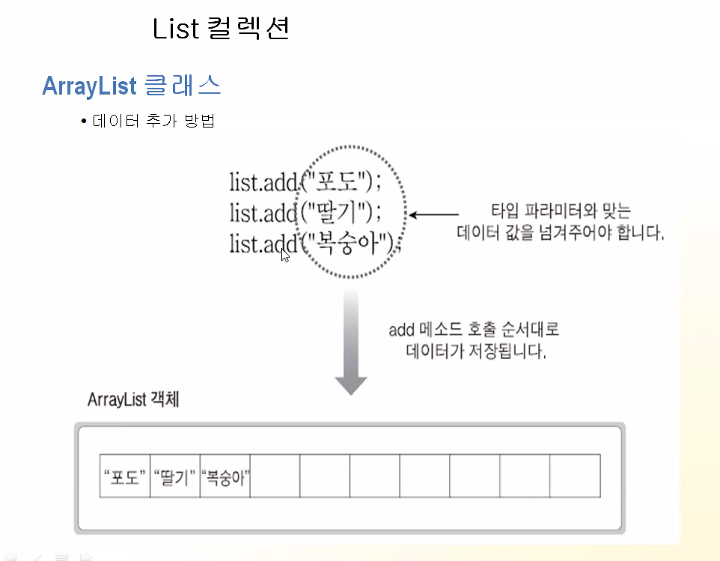 List 컬렉션
ArrayList 클래스
• 데이터 추가 방법
list.add("포도");
list.add("딸기");
list.add("복숭아");
타입 파라미터와 맞는
데이터 값을 넘겨주어야 합니다.
add 메소드 호출 순서대로
데이터가 저장됩니다.
ArrayList 객체
“포도” “딸기” “복숭아”